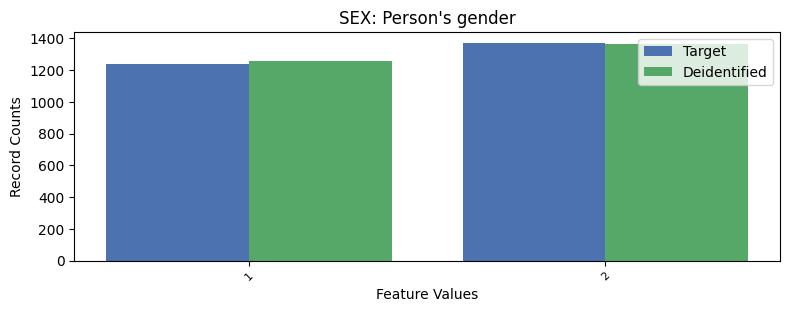 SEX: Person's gender
Record Counts
1400
1200
1000
800
600
400
200
0
Target
Deidentified
1
2
Feature Values